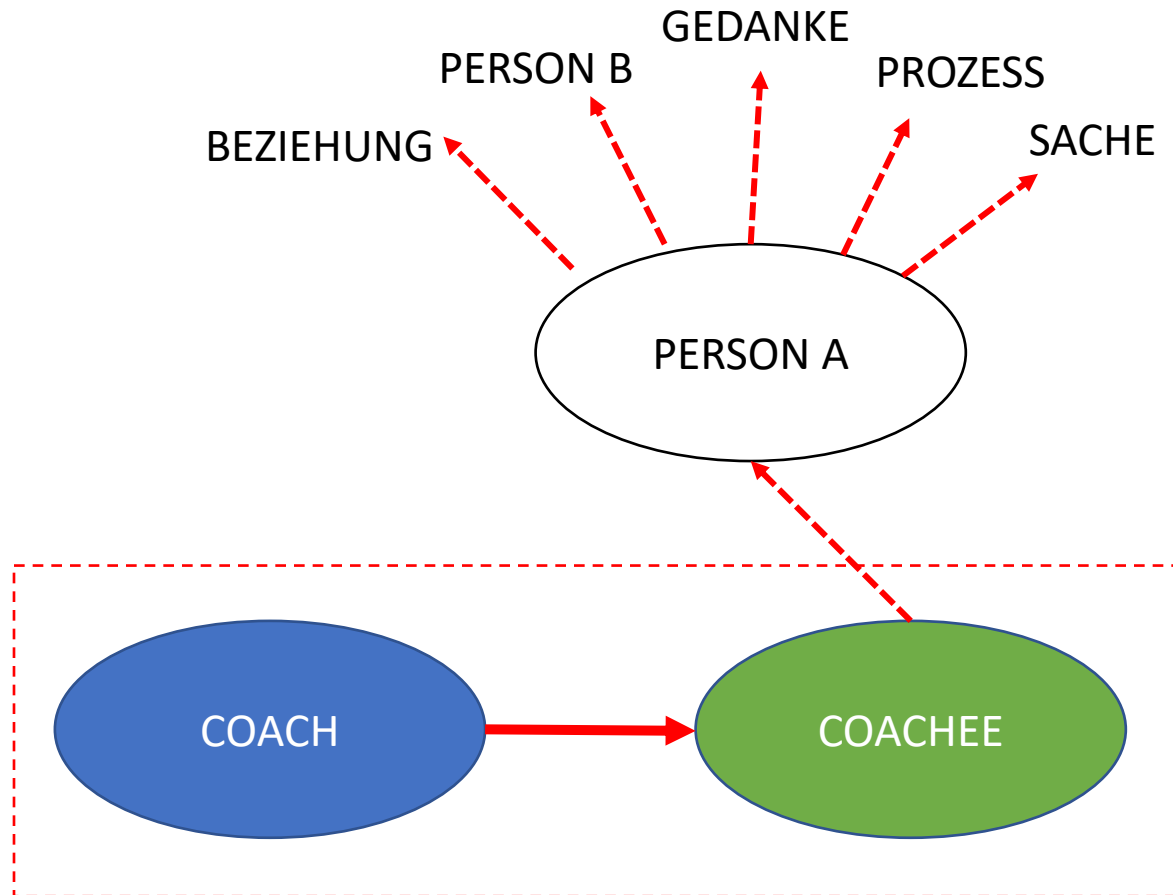 GEDANKE
PERSON B
PROZESS
BEZIEHUNG
SACHE
PERSON A
COACH
COACHEE